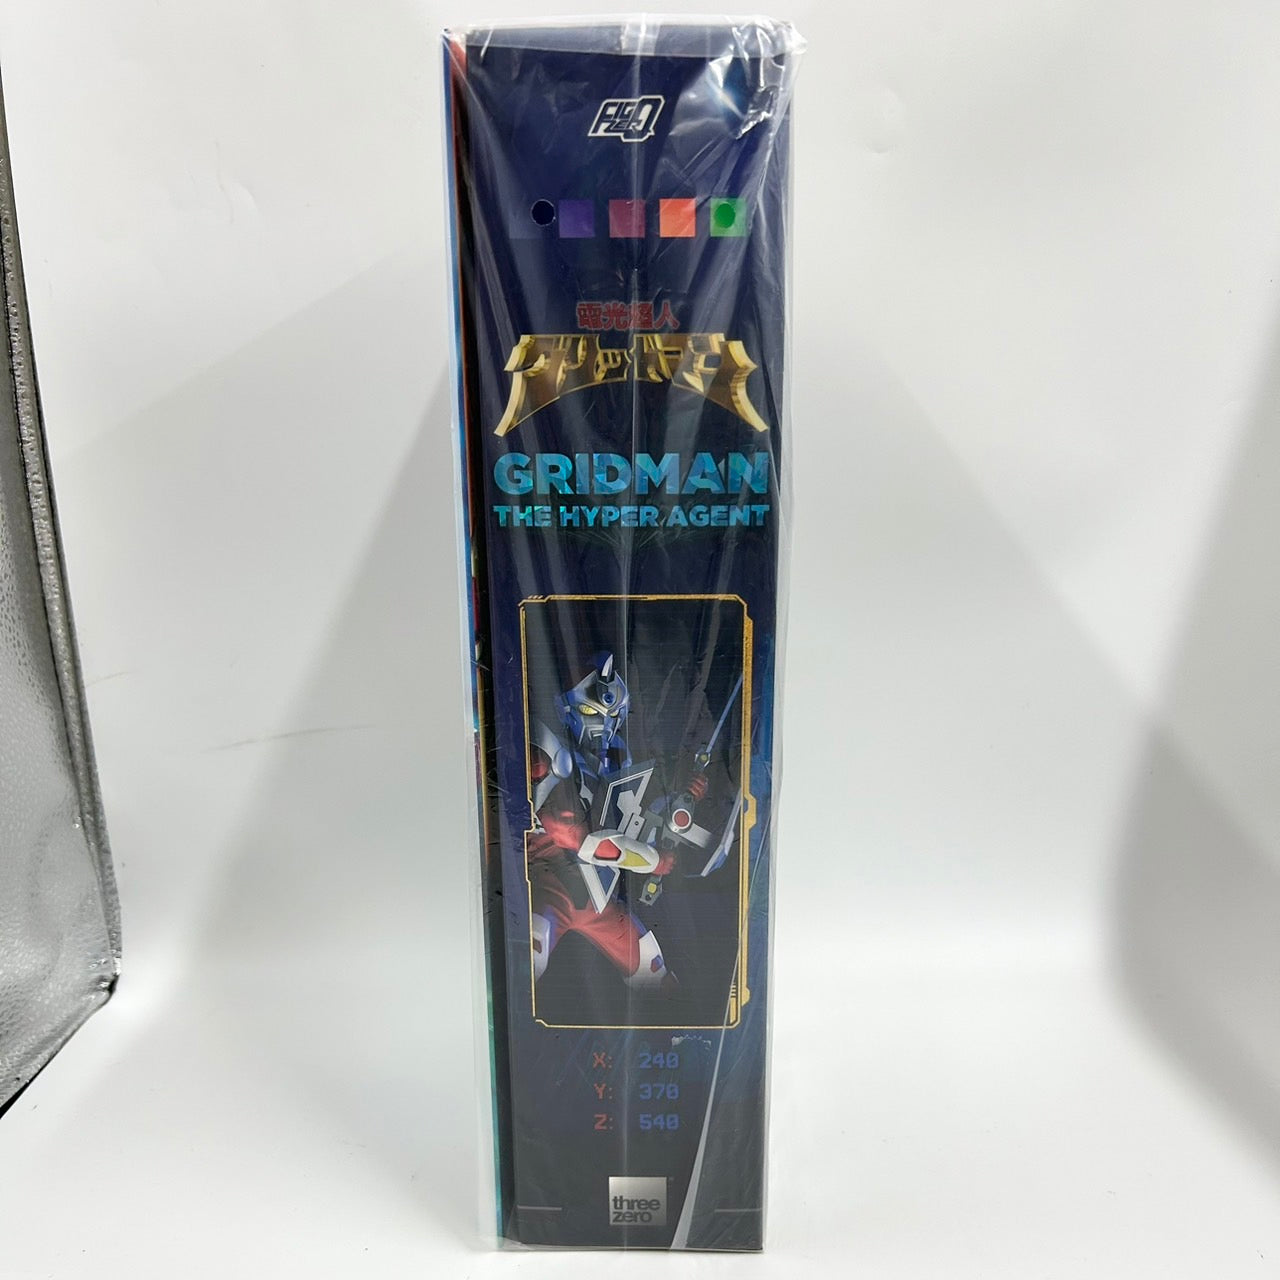 FIGZERO
電光超人
グリッドマン
GRIDMAN
THE HYPER AGENT
X: 240
Y: 370
Z: 540
three
zero